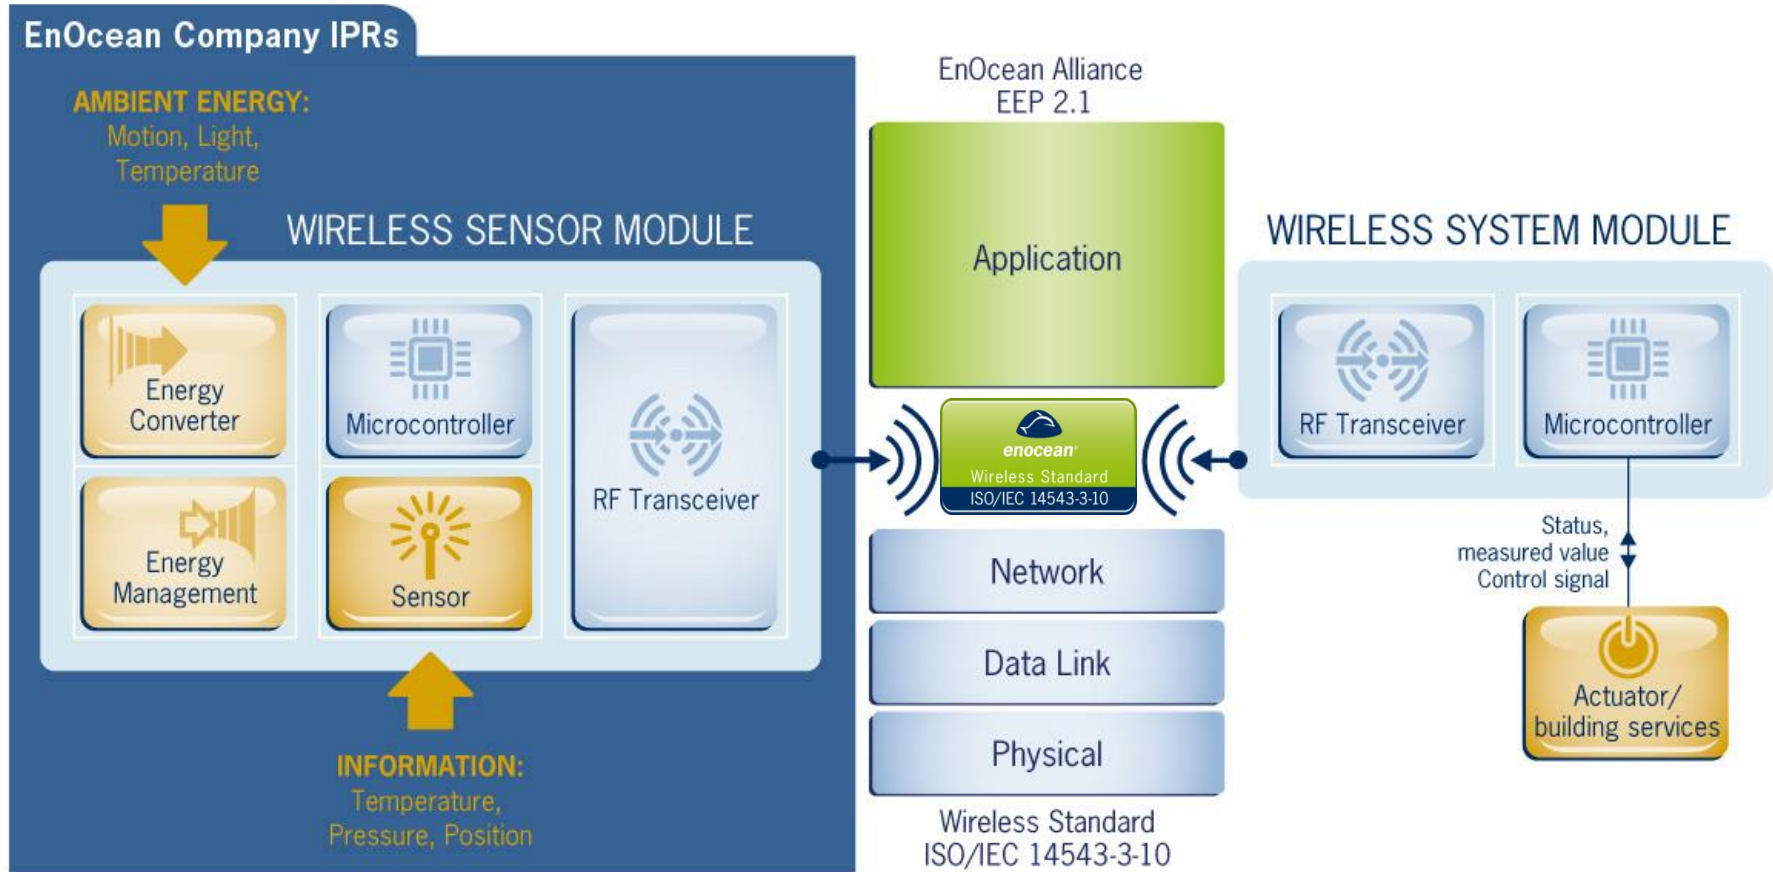 EnOcean Company IPRs
AMBIENT ENERGY:
Motion, Light,
Temperature
WIRELESS SENSOR MODULE
Energy
Converter
Microcontroller
RF Transceiver
Energy
Management
Sensor
INFORMATION:
Temperature,
Pressure, Position
EnOcean Alliance
EEP 2.1
Application
enocean®
Wireless Standard
ISO/IEC 14543-3-10
Network
Data Link
Physical
Wireless Standard
ISO/IEC 14543-3-10
WIRELESS SYSTEM MODULE
RF Transceiver
Microcontroller
Status,
measured value
Control signal
Actuator/
building services